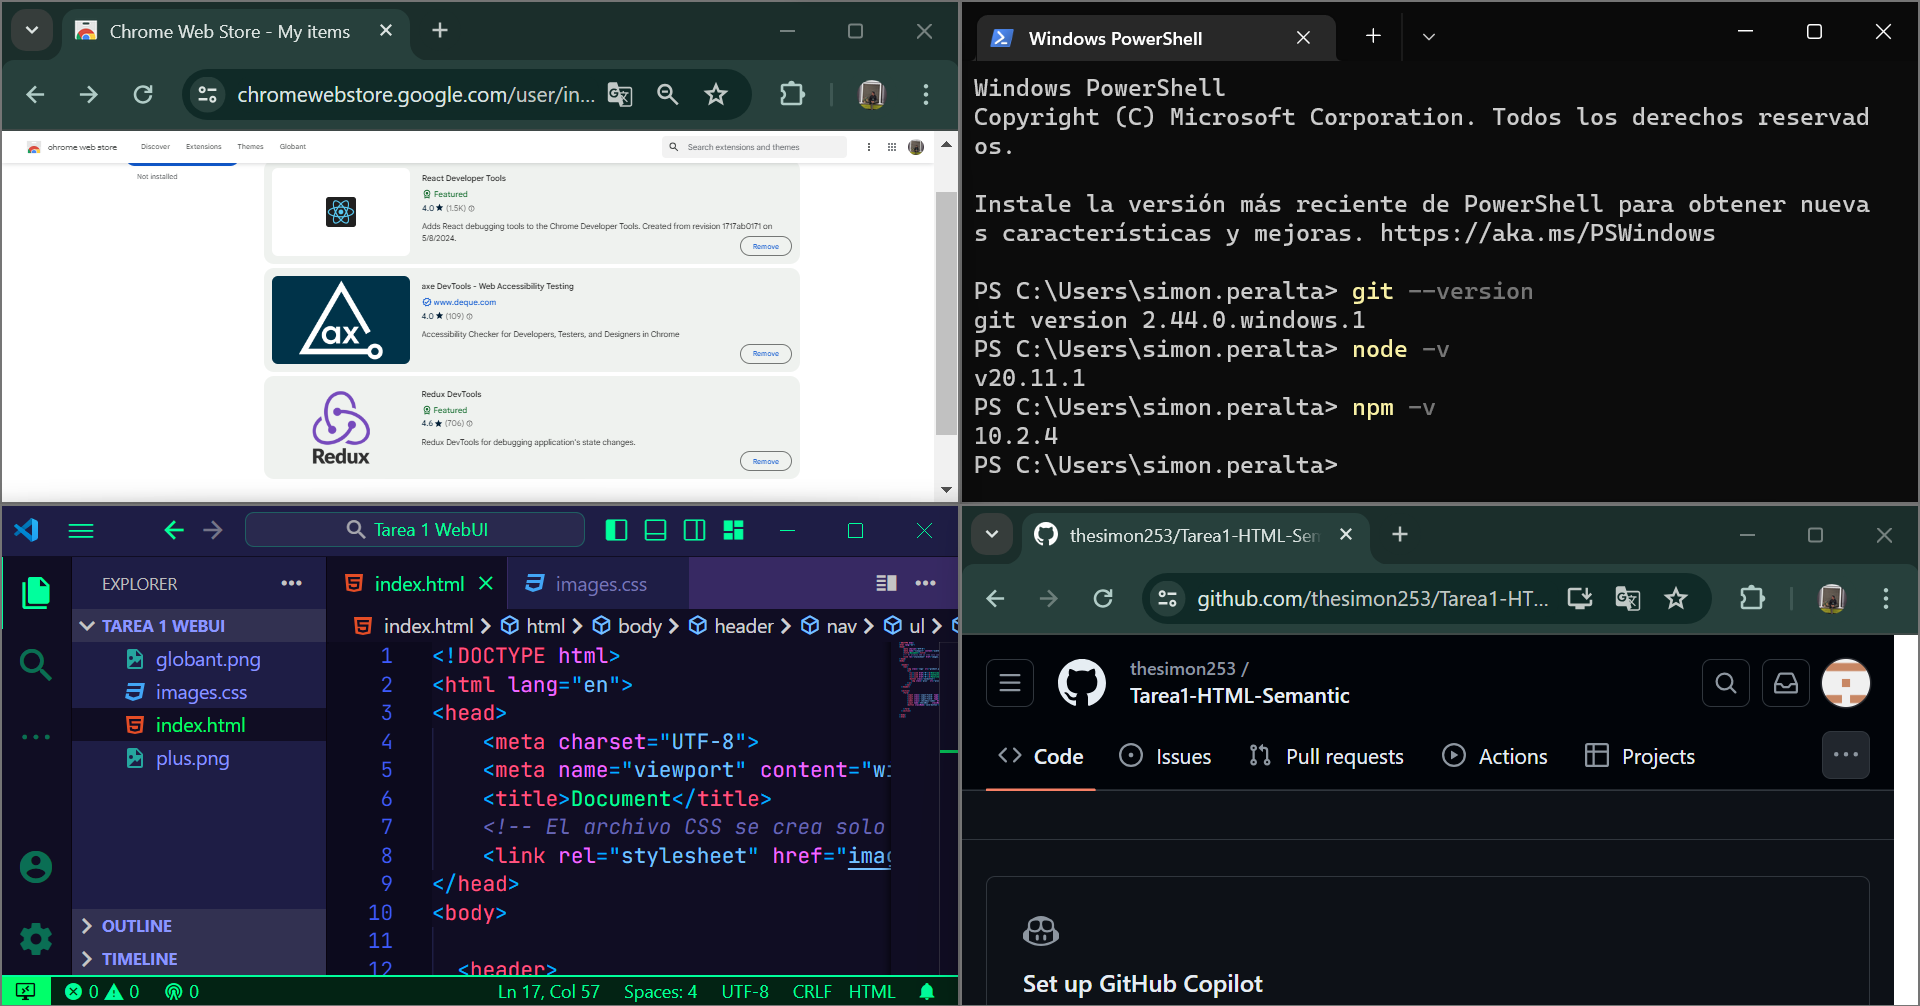 Chrome Web Store - My items
chromewebstore.google.com/user/in...
chrome web store
Discover
Extensions
Themes
Globant
Search extensions and themes
Not installed
React Developer Tools
Featured
4.0 ★ (1.5K)
Adds React debugging tools to the Chrome Developer Tools. Created from revision 1717ab0171 on
5/8/2024.
Remove
ax
axe DevTools - Web Accessibility Testing
www.deque.com
4.0 ★ (109)
Accessibility Checker for Developers, Testers, and Designers in Chrome
Remove
Redux
Redux DevTools
Featured
4.6 ★ (706)
Redux DevTools for debugging application's state changes.
Remove
Windows PowerShell
Windows PowerShell
Copyright (C) Microsoft Corporation. Todos los derechos reservad
os.
Instale la versión más reciente de PowerShell para obtener nueva
s características y mejoras. https://aka.ms/PSWindows
PS C:\Users\simon.peralta> git --version
git version 2.44.0.windows.1
PS C:\Users\simon.peralta> node -v
v20.11.1
PS C:\Users\simon.peralta> npm -v
10.2.4
PS C:\Users\simon.peralta>
Tarea 1 WebUI
EXPLORER
TAREA 1 WEBUI
globant.png
images.css
index.html
plus.png
OUTLINE
TIMELINE
index.html
images.css
index.html > html > body > header > nav > ul >
1 <!DOCTYPE html>
2 <html lang="en">
3 <head>
4 <meta charset="UTF-8">
5 <meta name="viewport" content="wi
6 <title>Document</title>
7 <!-- El archivo CSS se crea solo
8 <link rel="stylesheet" href="imag
9 </head>
10 <body>
11
12 <header>
0 0
0
Ln 17, Col 57
Spaces: 4
UTF-8
CRLF
HTML
thesimon253/Tarea1-HTML-Sem
github.com/thesimon253/Tarea1-HT...
thesimon253 /
Tarea1-HTML-Semantic
Code
Issues
Pull requests
Actions
Projects
Set up GitHub Copilot